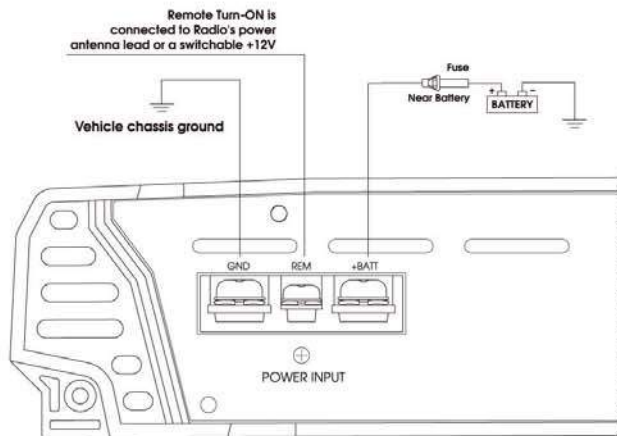 Remote Turn-ON is
connected to Radio's power
antenna lead or a switchable +12V
Vehicle chassis ground
Fuse
Near Battery
+ −
BATTERY
GND REM +BATT
POWER INPUT